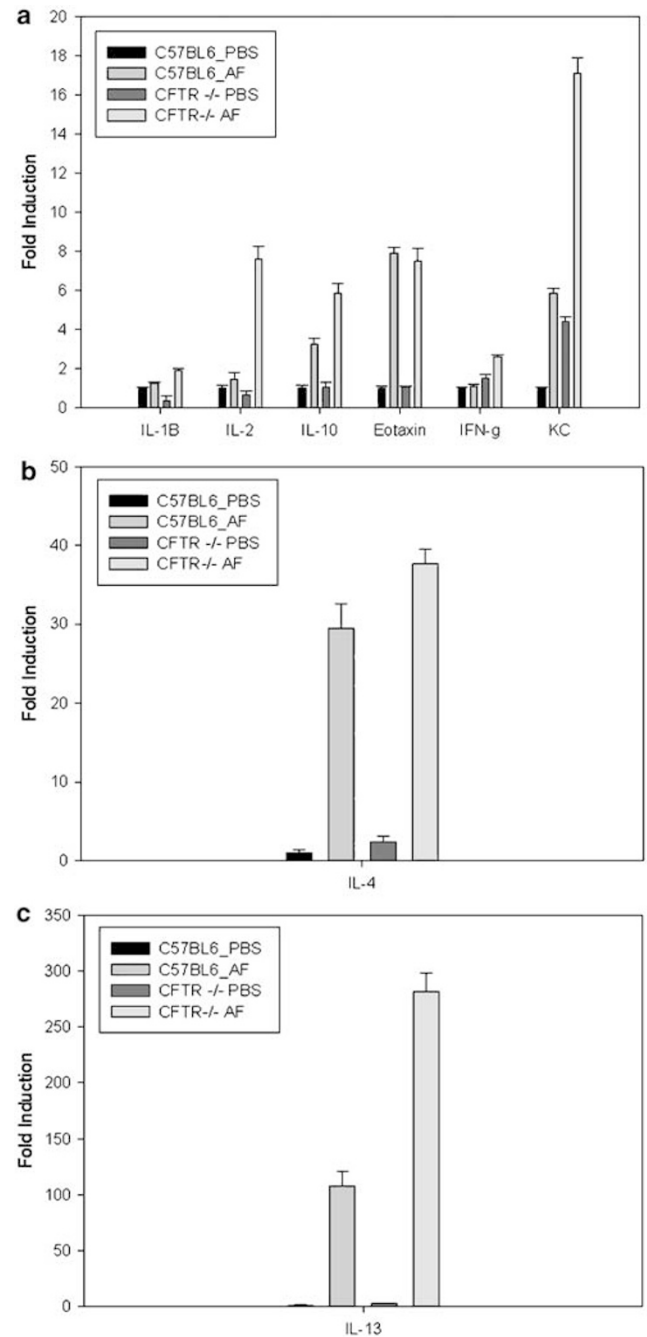 a
20
18
16
14
12
10
8
6
4
2
0
Fold Induction
C57BL6_PBS
C57BL6_AF
CFTR -/- PBS
CFTR-/- AF
IL-1B IL-2 IL-10 Eotaxin IFN-g KC
b
50
40
30
20
10
0
Fold Induction
C57BL6_PBS
C57BL6_AF
CFTR -/- PBS
CFTR-/- AF
IL-4
c
350
300
250
200
150
100
50
0
Fold Induction
C57BL6_PBS
C57BL6_AF
CFTR -/- PBS
CFTR-/- AF
IL-13